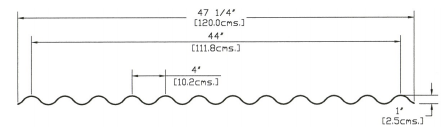 47 1/4"
[120.0cms.]
44"
[111.8cms.]
4"
[10.2cms.]
1"
[2.5cms.]